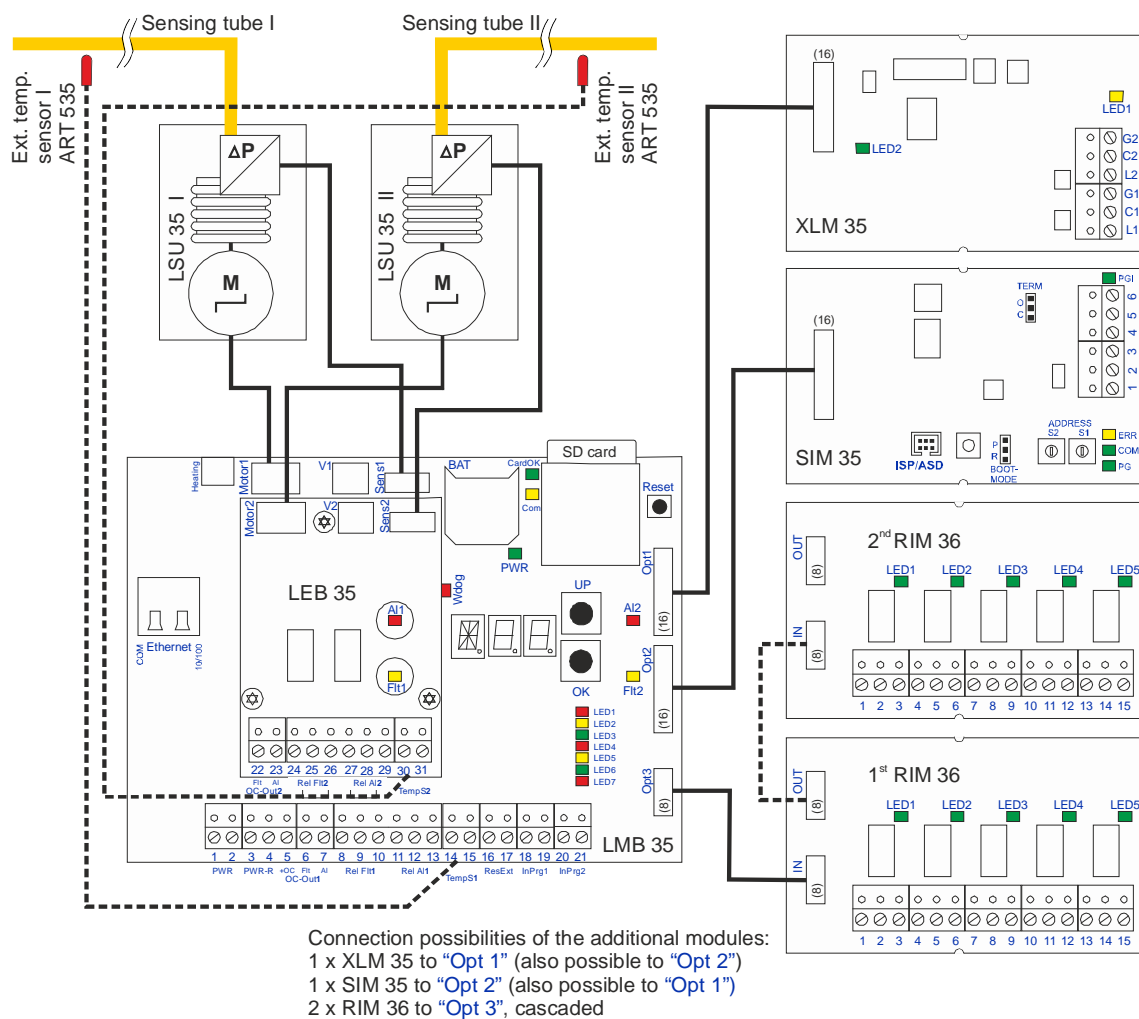 Sensing tube I
Sensing tube II
Ext. temp.
sensor I
ART 535
Ext. temp.
sensor II
ART 535
ΔP
LSU 35 I
M
ΔP
LSU 35 II
M
(16)
LED1
LED2
G2
C2
L2
G1
C1
L1
XLM 35
(16)
TERM
O
C
PGI
6
5
4
3
2
1
ADDRESS
S2 S1
ERR
COM
PG
ISP/ASD
P
R
BOOT-
MODE
SIM 35
Heating
Motor1
V1
Sens1
Motor2
V2
Sens2
BAT
CardOK
Com
SD card
Reset
PWR
LEB 35
Wdog
Al1
Flt1
UP
OK
Al2
Flt2
Opt1
(16)
Opt2
(16)
Opt3
(8)
COM
Ethernet
10/100
LED1
LED2
LED3
LED4
LED5
LED6
LED7
22 23 24 25 26 27 28 29 30 31
Flt Al Rel Flt2 Rel Al2 TempS2
OC-Out2
LMB 35
1 2 3 4 5 6 7 8 9 10 11 12 13 14 15 16 17 18 19 20 21
PWR PWR-R +OC Flt Al Rel Flt1 Rel Al1 TempS1 ResExt InPrg1 InPrg2
OC-Out1
OUT
(8)
IN
(8)
2nd RIM 36
LED1 LED2 LED3 LED4 LED5
1 2 3 4 5 6 7 8 9 10 11 12 13 14 15
OUT
(8)
IN
(8)
1st RIM 36
LED1 LED2 LED3 LED4 LED5
1 2 3 4 5 6 7 8 9 10 11 12 13 14 15
Connection possibilities of the additional modules:
1 x XLM 35 to “Opt 1” (also possible to “Opt 2”)
1 x SIM 35 to “Opt 2” (also possible to “Opt 1”)
2 x RIM 36 to “Opt 3”, cascaded